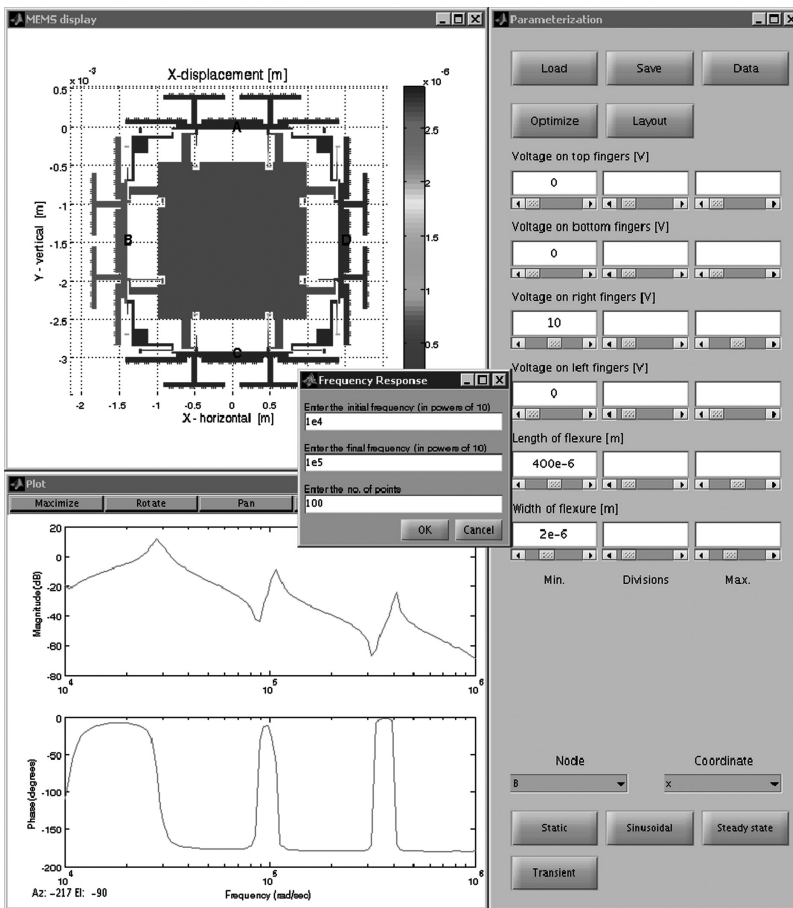 MEMS display
X-displacement [m]
x 10 -3
x 10 -6
0.5
0
-0.5
-1
-1.5
-2
-2.5
-3
Y - vertical [m]
-2 -1.5 -1 -0.5 0 0.5
X - horizontal [m]
A
B
D
C
2.5
2
1.5
1
0.5
Parameterization
Load Save Data
Optimize Layout
Voltage on top fingers [V]
0
Voltage on bottom fingers [V]
0
Voltage on right fingers [V]
10
Voltage on left fingers [V]
0
Length of flexure [m]
400e-6
Width of flexure [m]
2e-6
Min. Divisions Max.
Node Coordinate
B x
Static Sinusoidal Steady state
Transient
Frequency Response
Enter the initial frequency (in powers of 10)
1e4
Enter the final frequency (in powers of 10)
1e5
Enter the no. of points
100
OK Cancel
Plot
Maximize Rotate Pan
20
0
-20
-40
-60
-80
Magnitude(dB)
10 4 10 5 10 6
0
-50
-100
-150
-200
Phase(degrees)
10 4 10 5 10 6
Frequency (rad/sec)
Az: -217 El: -90